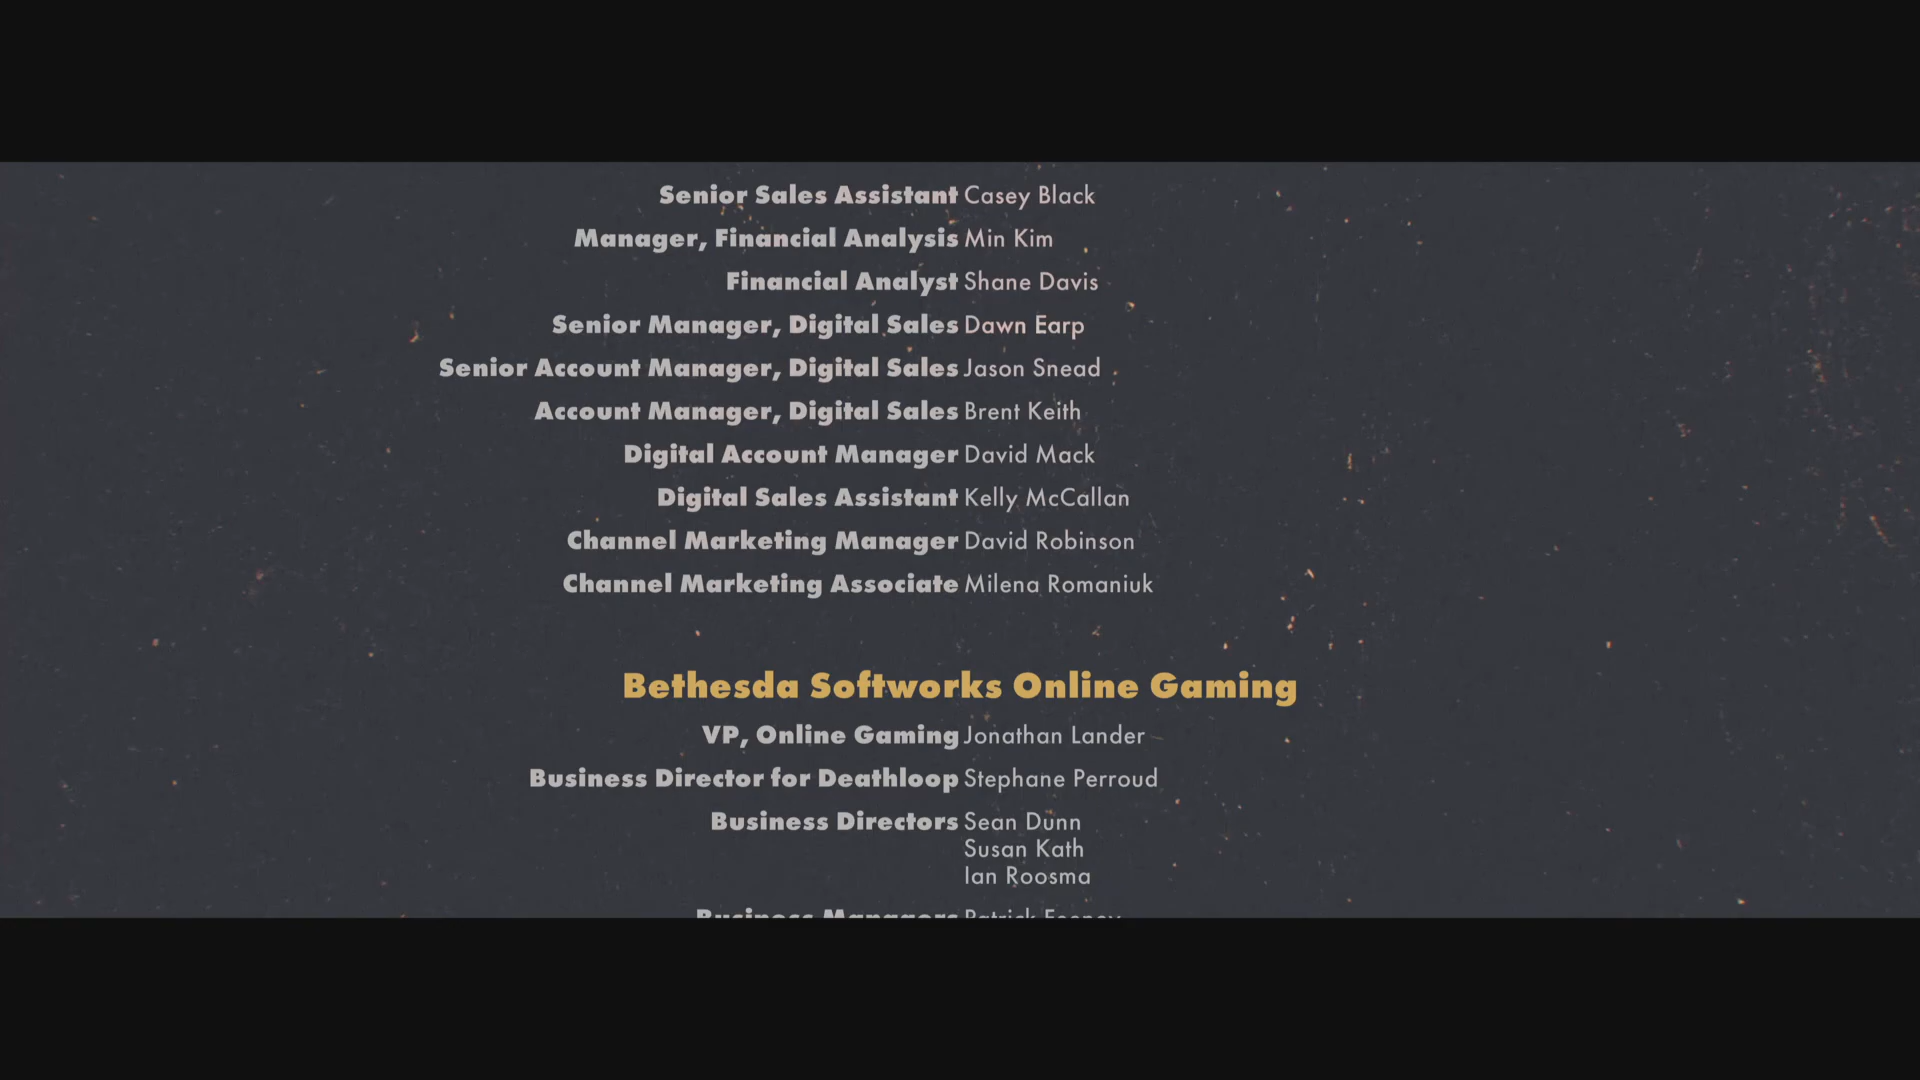 Senior Sales Assistant Casey Black
Manager, Financial Analysis Min Kim
Financial Analyst Shane Davis
Senior Manager, Digital Sales Dawn Earp
Senior Account Manager, Digital Sales Jason Snead
Account Manager, Digital Sales Brent Keith
Digital Account Manager David Mack
Digital Sales Assistant Kelly McCallan
Channel Marketing Manager David Robinson
Channel Marketing Associate Milena Romaniuk
Bethesda Softworks Online Gaming
VP, Online Gaming Jonathan Lander
Business Director for Deathloop Stephane Perroud
Business Directors Sean Dunn
Susan Kath
Ian Roosma
Business Managers Patrick Feeney